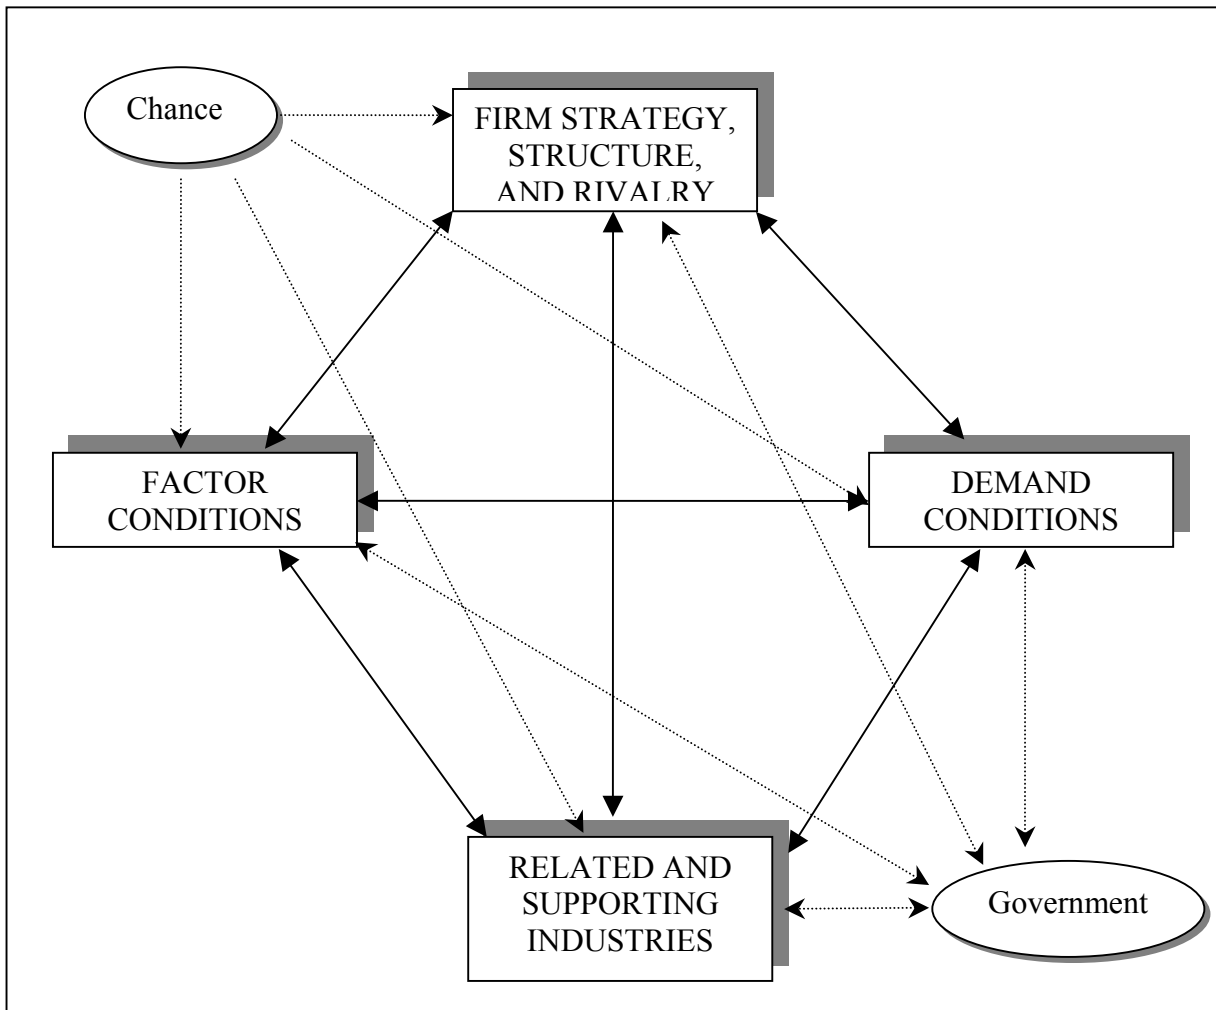 Chance
FIRM STRATEGY,
STRUCTURE,
AND RIVALRY
FACTOR
CONDITIONS
DEMAND
CONDITIONS
RELATED AND
SUPPORTING
INDUSTRIES
Government